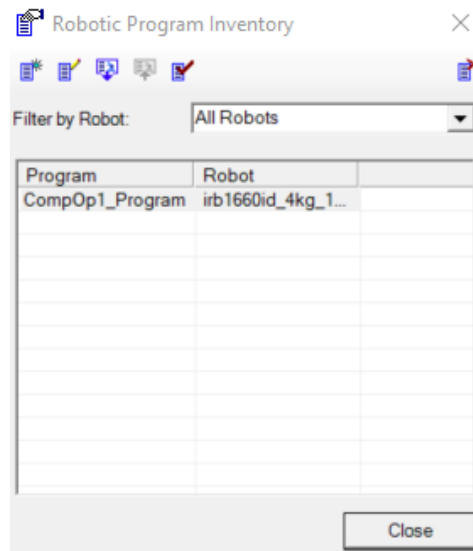 Robotic Program Inventory
Filter by Robot: All Robots
Program Robot
CompOp1_Program irb1660id_4kg_1...
Close